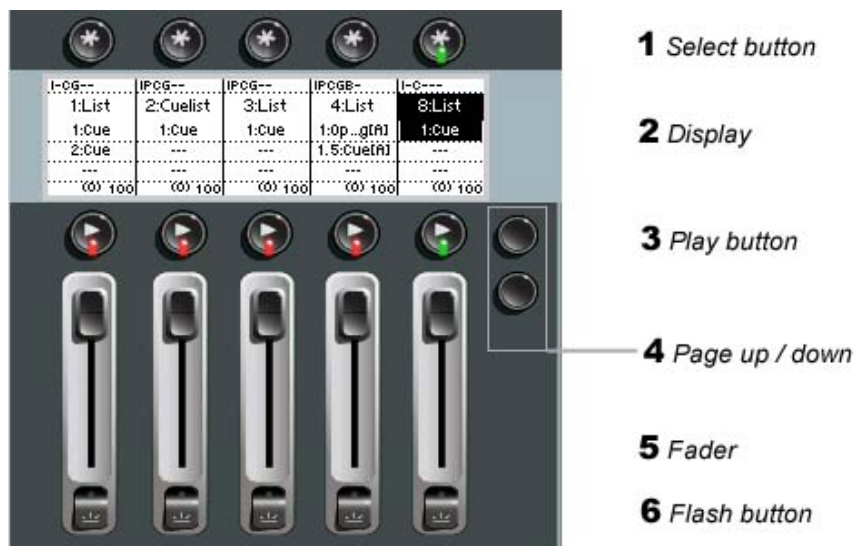 1 Select button
I-CG-- IPCG-- IPCG-- IPCGB- I-C---
1:List 2:Cuelist 3:List 4:List 8:List
1:Cue 1:Cue 1:Cue 1:Op...g[A] 1:Cue
2:Cue --- --- 1.5:Cue[A] ---
--- --- --- --- ---
(0) 100 (0) 100 (0) 100 (0) 100 (0) 100
2 Display
3 Play button
4 Page up / down
5 Fader
6 Flash button